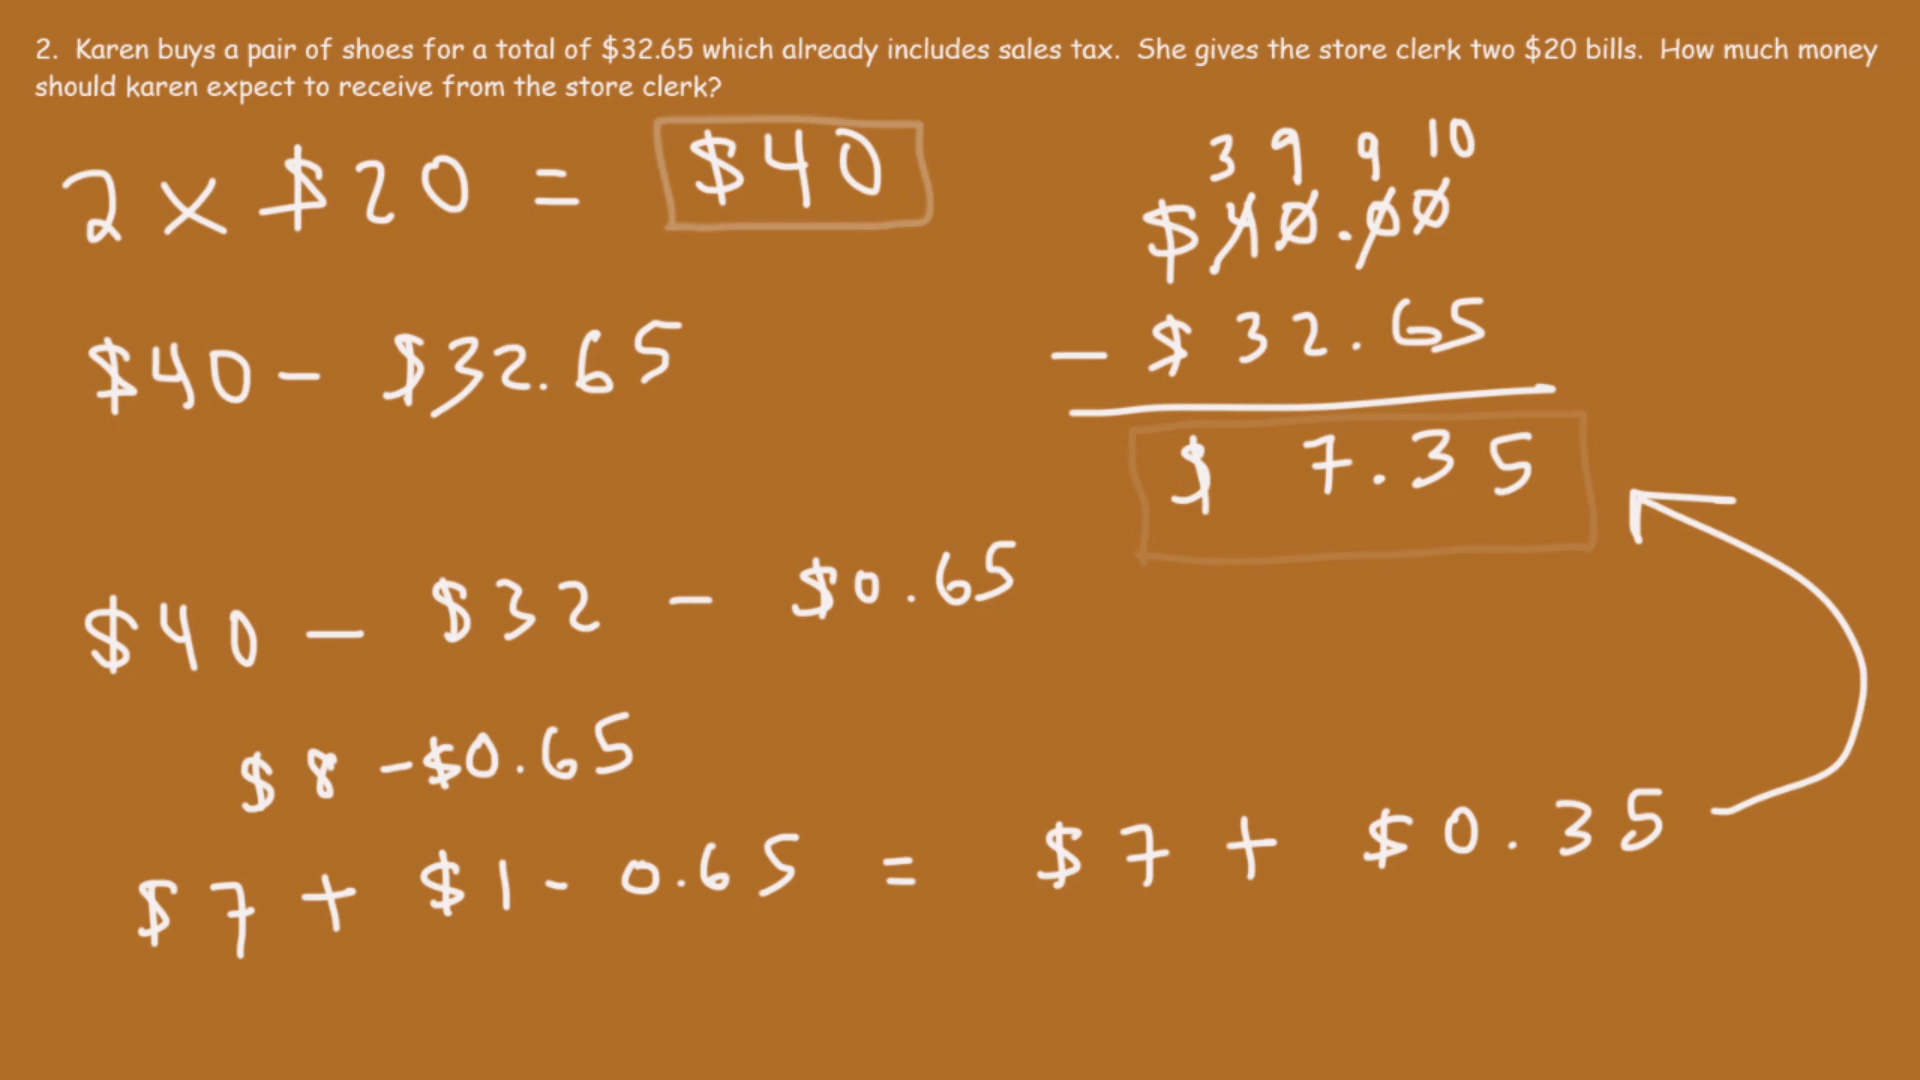 2. Karen buys a pair of shoes for a total of $32.65 which already includes sales tax. She gives the store clerk two $20 bills. How much money
should karen expect to receive from the store clerk?
2 x $20 = $40
$40 - $32.65
3 9 9 10
$40.00
- $32.65
$ 7.35
$40 - $32 - $0.65
$8 - $0.65
$7 + $1 - 0.65 = $7 + $0.35